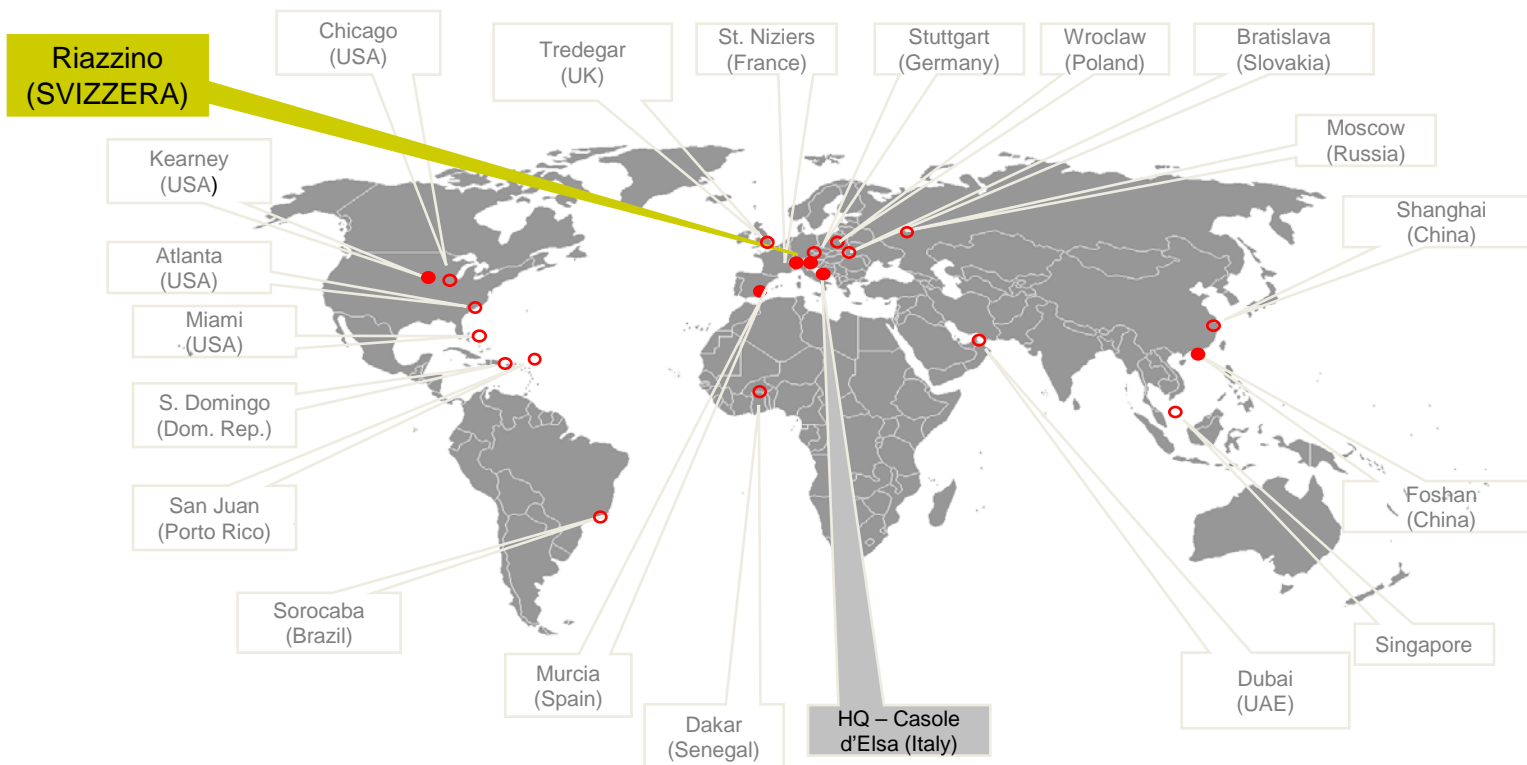 Riazzino
(SVIZZERA)
Chicago
(USA)
Tredegar
(UK)
St. Niziers
(France)
Stuttgart
(Germany)
Wroclaw
(Poland)
Bratislava
(Slovakia)
Moscow
(Russia)
Kearney
(USA)
Shanghai
(China)
Atlanta
(USA)
Miami
(USA)
S. Domingo
(Dom. Rep.)
San Juan
(Porto Rico)
Foshan
(China)
Sorocaba
(Brazil)
Singapore
Murcia
(Spain)
Dubai
(UAE)
Dakar
(Senegal)
HQ – Casole
d’Elsa (Italy)